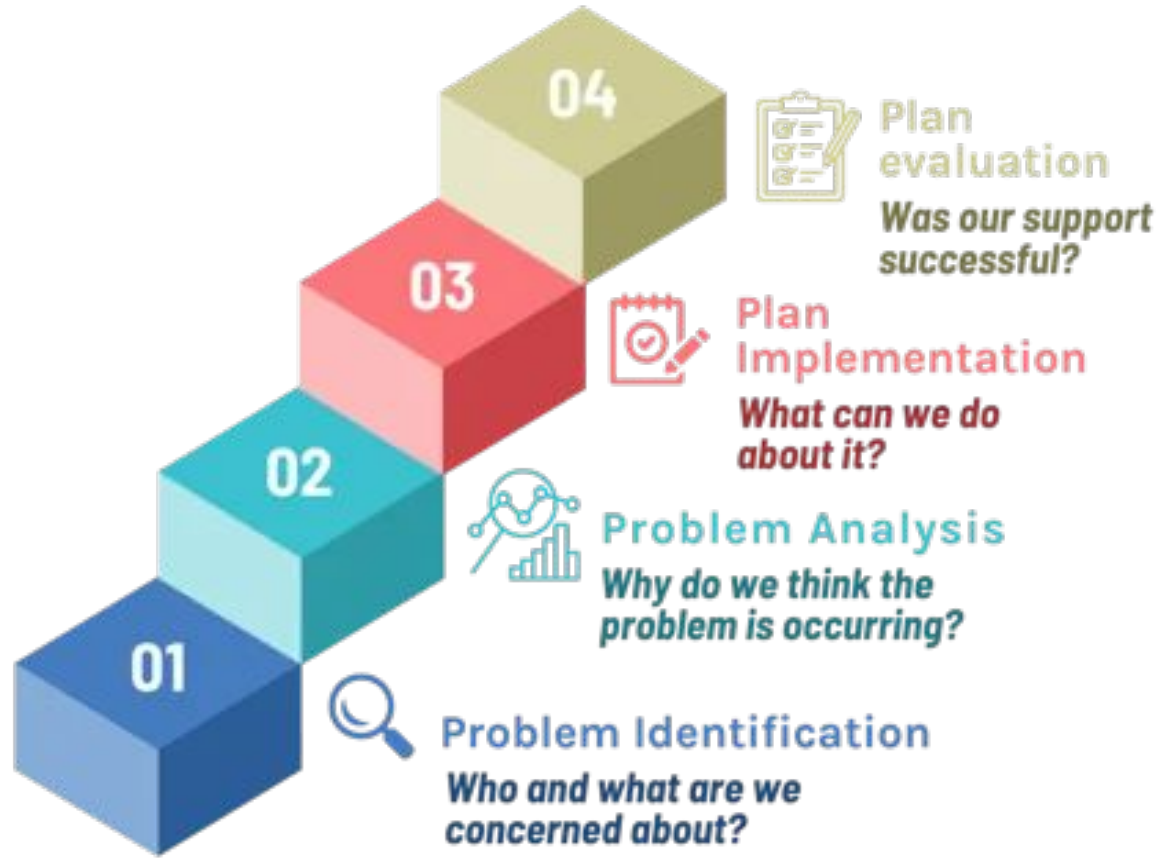 04
Plan
evaluation
Was our support
successful?
03
Plan
Implementation
What can we do
about it?
02
Problem Analysis
Why do we think the
problem is occurring?
01
Problem Identification
Who and what are we
concerned about?